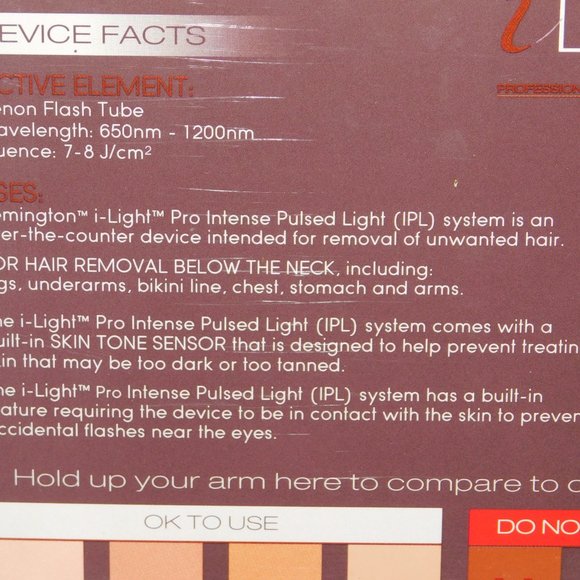 EVICE FACTS
i
CTIVE ELEMENT:
PROFESSION
enon Flash Tube
avelength: 650nm - 1200nm
uence: 7-8 J/cm²
SES:
emington™ i-Light™ Pro Intense Pulsed Light (IPL) system is an
er-the-counter device intended for removal of unwanted hair.
OR HAIR REMOVAL BELOW THE NECK, including:
gs, underarms, bikini line, chest, stomach and arms.
he i-Light™ Pro Intense Pulsed Light (IPL) system comes with a
uilt-in SKIN TONE SENSOR that is designed to help prevent treatin
kin that may be too dark or too tanned.
he i-Light™ Pro Intense Pulsed Light (IPL) system has a built-in
eature requiring the device to be in contact with the skin to preven
ccidental flashes near the eyes.
Hold up your arm here to compare to c
OK TO USE
DO NO